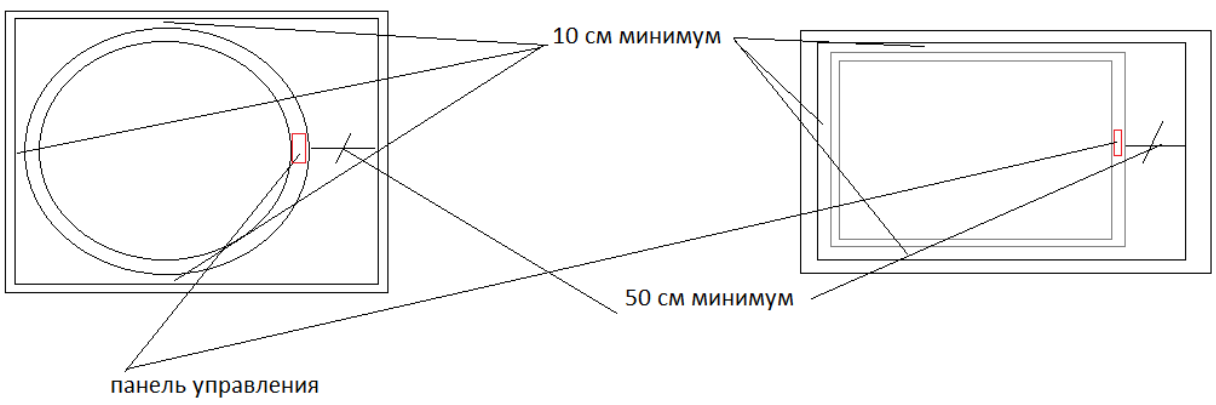 10 см минимум
50 см минимум
панель управления